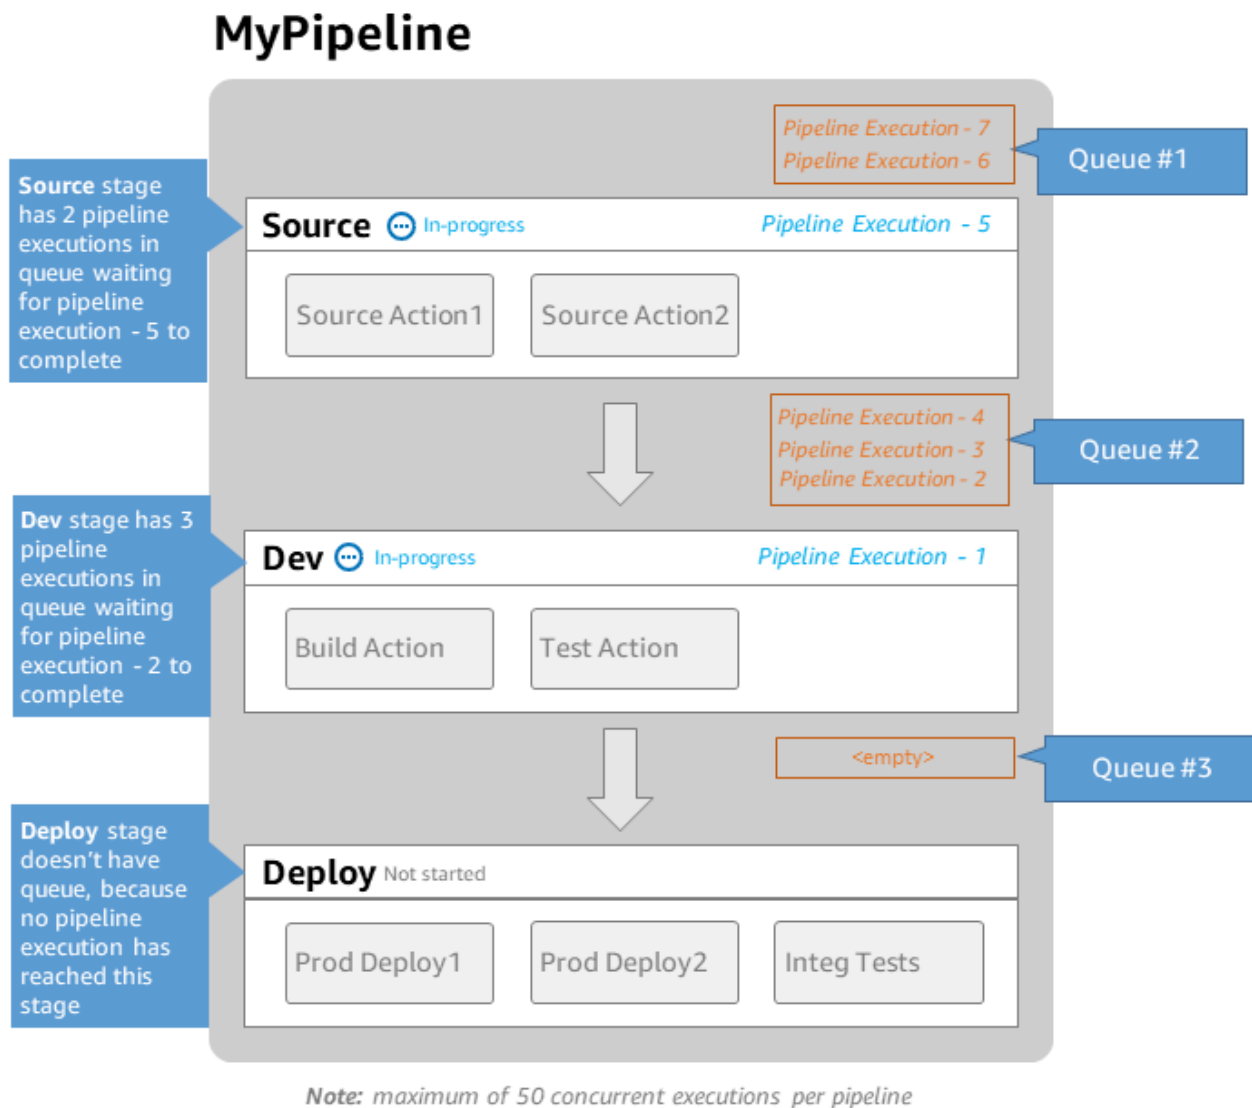 MyPipeline
Pipeline Execution - 7
Pipeline Execution - 6
Queue #1
Source stage
has 2 pipeline
executions in
queue waiting
for pipeline
execution - 5 to
complete
Source In-progress Pipeline Execution - 5
Source Action1 Source Action2
Pipeline Execution - 4
Pipeline Execution - 3
Pipeline Execution - 2
Queue #2
Dev stage has 3
pipeline
executions in
queue waiting
for pipeline
execution - 2 to
complete
Dev In-progress Pipeline Execution - 1
Build Action Test Action
<empty>
Queue #3
Deploy stage
doesn't have
queue, because
no pipeline
execution has
reached this
stage
Deploy Not started
Prod Deploy1 Prod Deploy2 Integ Tests
Note: maximum of 50 concurrent executions per pipeline